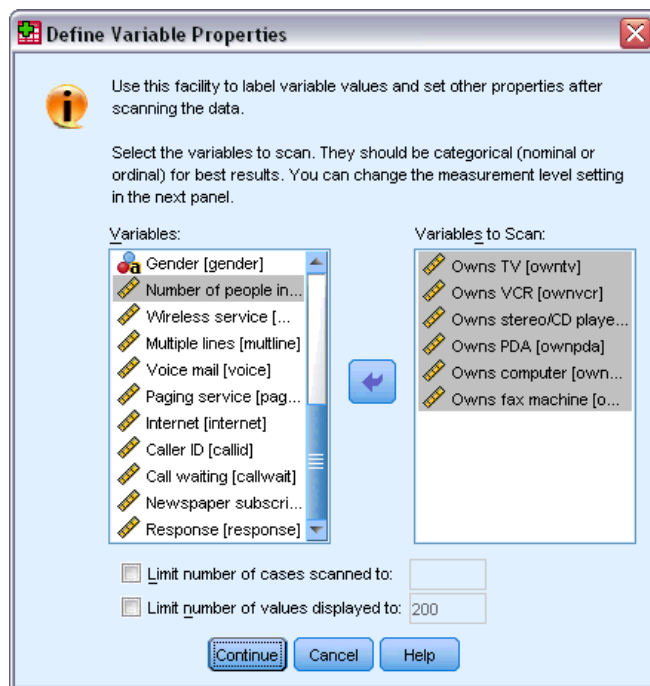 Define Variable Properties
Use this facility to label variable values and set other properties after
scanning the data.
Select the variables to scan. They should be categorical (nominal or
ordinal) for best results. You can change the measurement level setting
in the next panel.
Variables:
Gender [gender]
Number of people in...
Wireless service [...
Multiple lines [multline]
Voice mail [voice]
Paging service [pag...
Internet [internet]
Caller ID [callid]
Call waiting [callwait]
Newspaper subscri...
Response [response]
Variables to Scan:
Owns TV [owntv]
Owns VCR [ownvcr]
Owns stereo/CD playe...
Owns PDA [ownpda]
Owns computer [own...
Owns fax machine [o...
Limit number of cases scanned to:
Limit number of values displayed to: 200
Continue Cancel Help